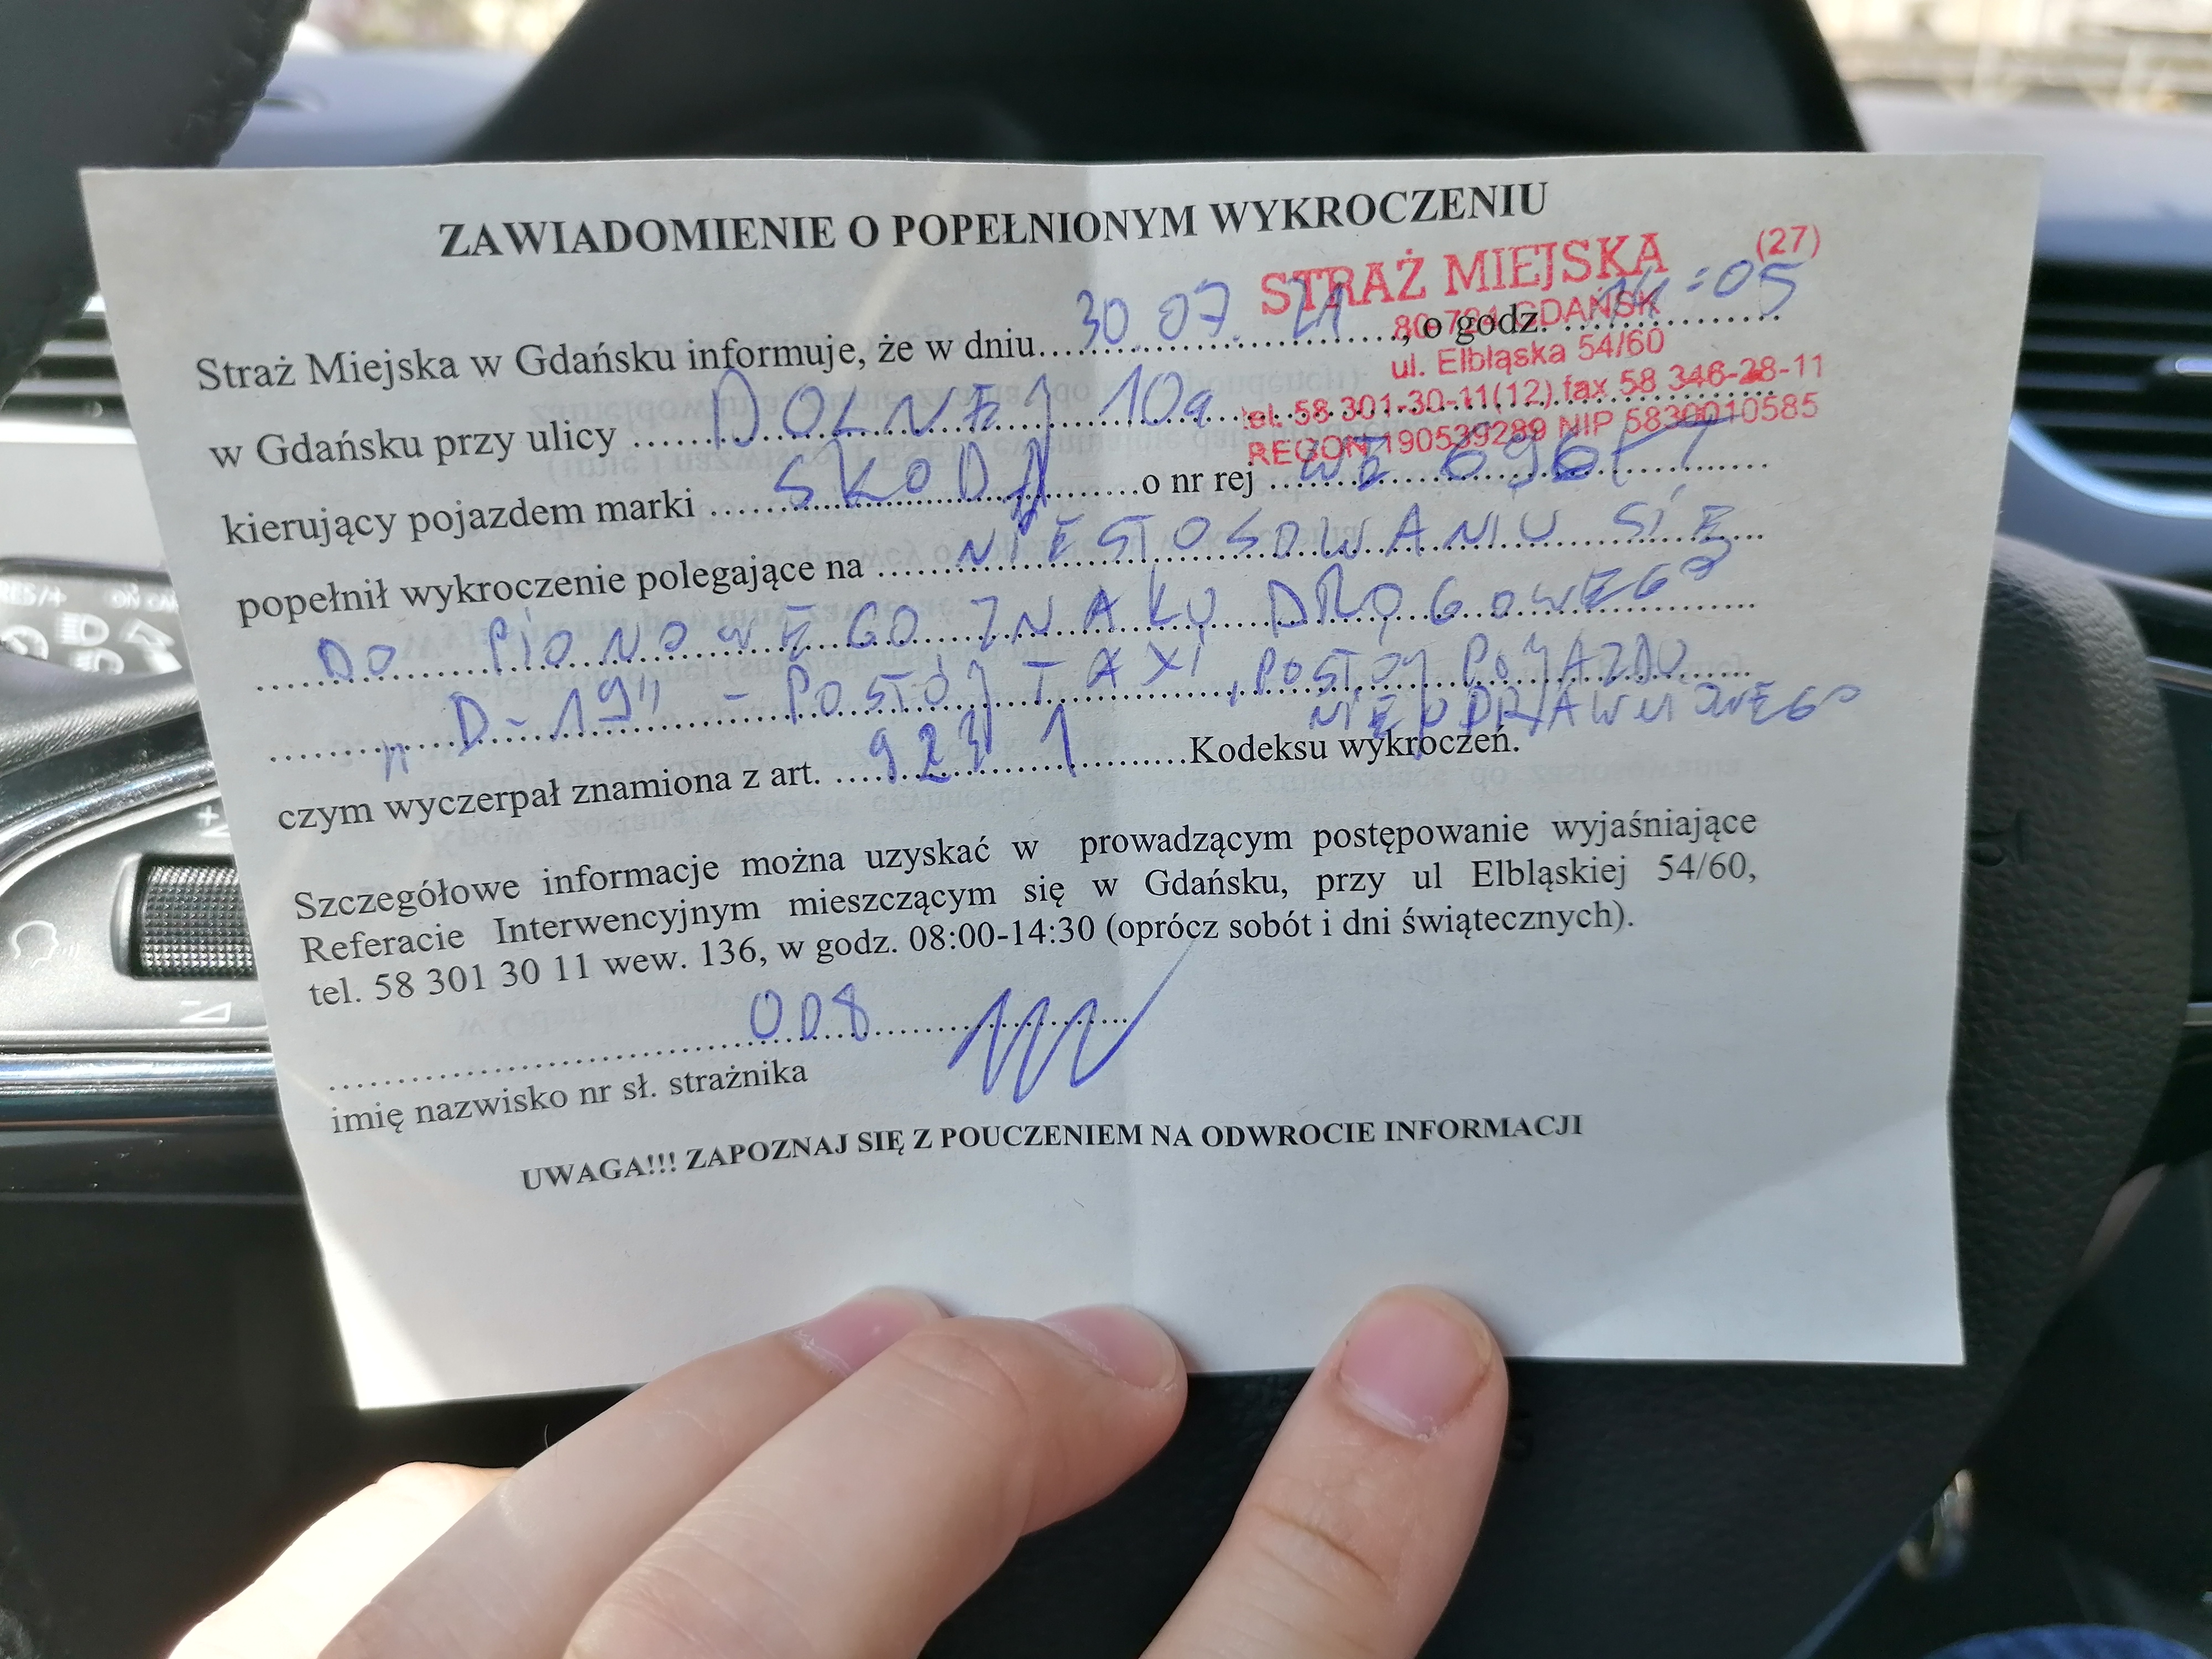 ZAWIADOMIENIE O POPEŁNIONYM WYKROCZENIU
STRAŻ MIEJSKA (27)
80-721 GDAŃSK
ul. Elbląska 54/60
tel. 58 301-30-11(12) fax 58 346-28-11
REGON 190539289 NIP 5830010585
Straż Miejska w Gdańsku informuje, że w dniu 30.07.21, o godz. 14:05
w Gdańsku przy ulicy DOLNEJ 10a
kierujący pojazdem marki SKODA o nr rej WE
popełnił wykroczenie polegające na NIESTOSOWANIU SIĘ
DO PIONOWEGO ZNAKU DROGOWEGO
"D-19" - POSTÓJ TAXI, POSTÓJ POJAZDU
NIEUPRAWNIONEGO
czym wyczerpał znamiona z art. 92§1 Kodeksu wykroczeń.
Szczegółowe informacje można uzyskać w prowadzącym postępowanie wyjaśniające
Referacie Interwencyjnym mieszczącym się w Gdańsku, przy ul Elbląskiej 54/60,
tel. 58 301 30 11 wew. 136, w godz. 08:00-14:30 (oprócz sobót i dni świątecznych).
008
imię nazwisko nr sł. strażnika
UWAGA!!! ZAPOZNAJ SIĘ Z POUCZENIEM NA ODWROCIE INFORMACJI